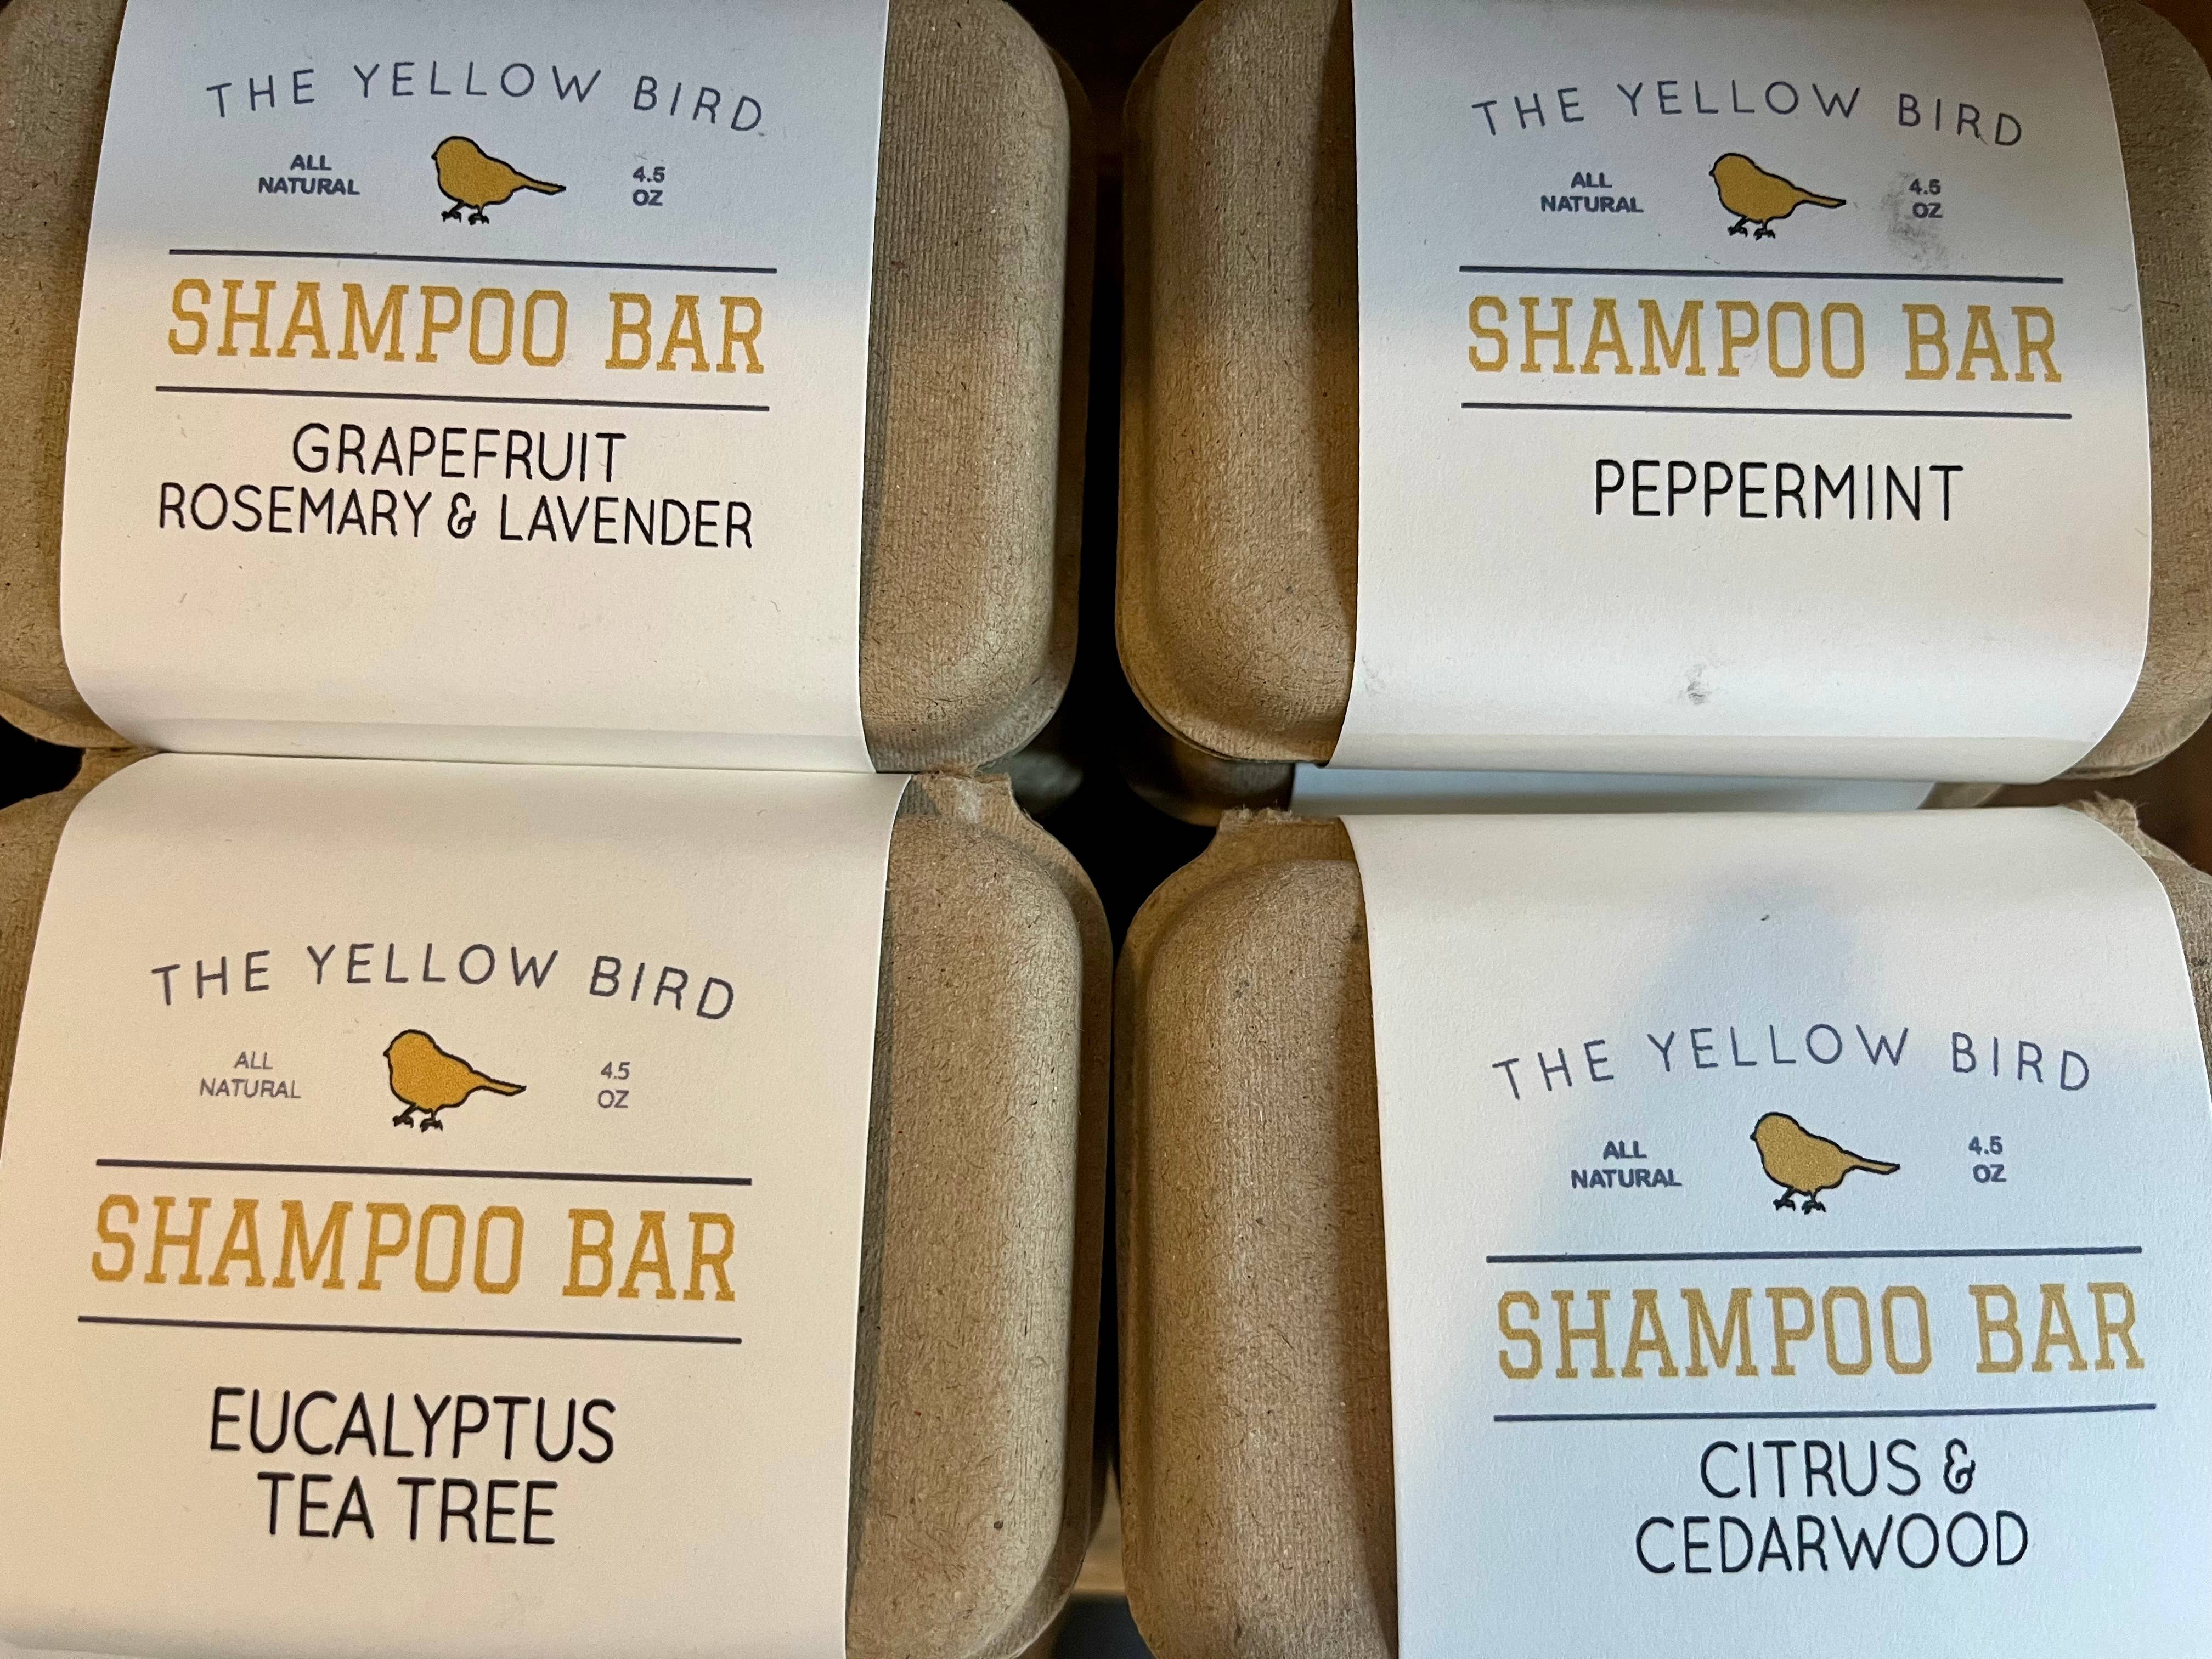 THE YELLOW BIRD
ALL
NATURAL
4.5
OZ
SHAMPOO BAR
GRAPEFRUIT
ROSEMARY & LAVENDER
THE YELLOW BIRD
ALL
NATURAL
4.5
OZ
SHAMPOO BAR
PEPPERMINT
THE YELLOW BIRD
ALL
NATURAL
4.5
OZ
SHAMPOO BAR
EUCALYPTUS
TEA TREE
THE YELLOW BIRD
ALL
NATURAL
4.5
OZ
SHAMPOO BAR
CITRUS &
CEDARWOOD